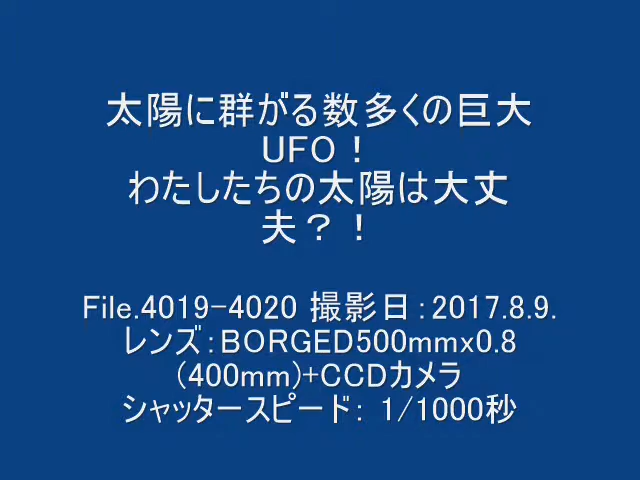 太陽に群がる数多くの巨大
UFO！
わたしたちの太陽は大丈
夫？！
File.4019-4020 撮影日：2017.8.9.
レンズ：BORGED500mmx0.8
(400mm)+CCDカメラ
シャッタースピード： 1/1000秒